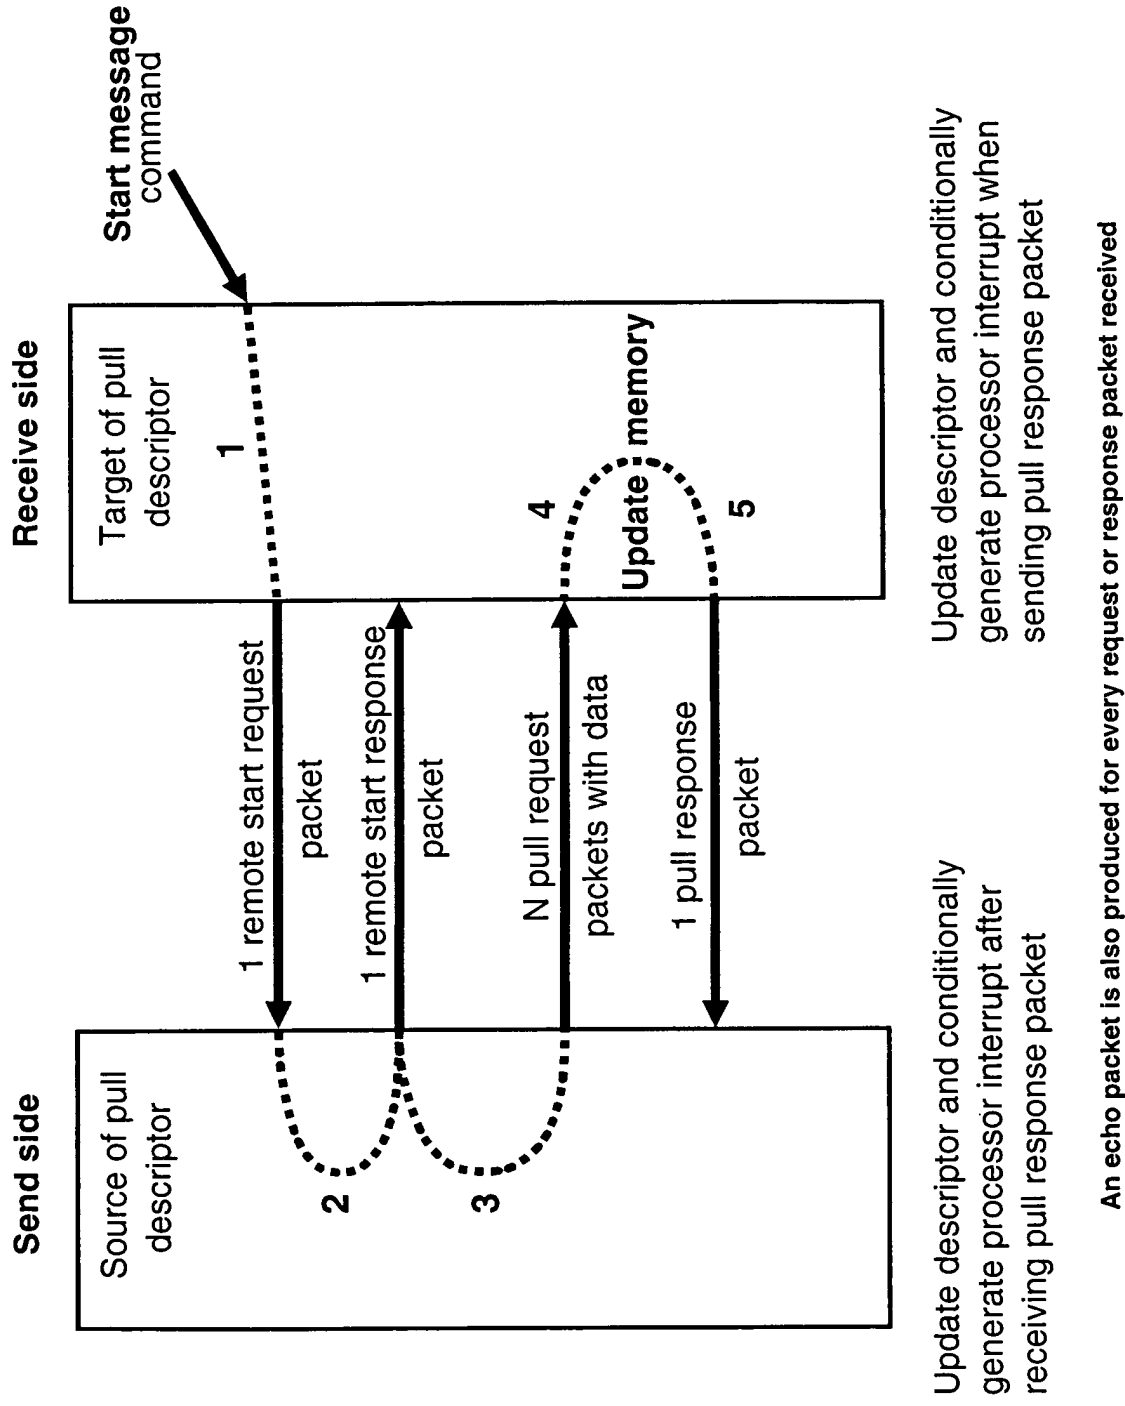 Send side
Receive side
Source of pull
descriptor
Target of pull
descriptor
Start message
command
1
1 remote start request
packet
2
1 remote start response
packet
3
N pull request
packets with data
4
Update memory
5
1 pull response
packet
Update descriptor and conditionally
generate processor interrupt after
receiving pull response packet
Update descriptor and conditionally
generate processor interrupt when
sending pull response packet
An echo packet is also produced for every request or response packet received